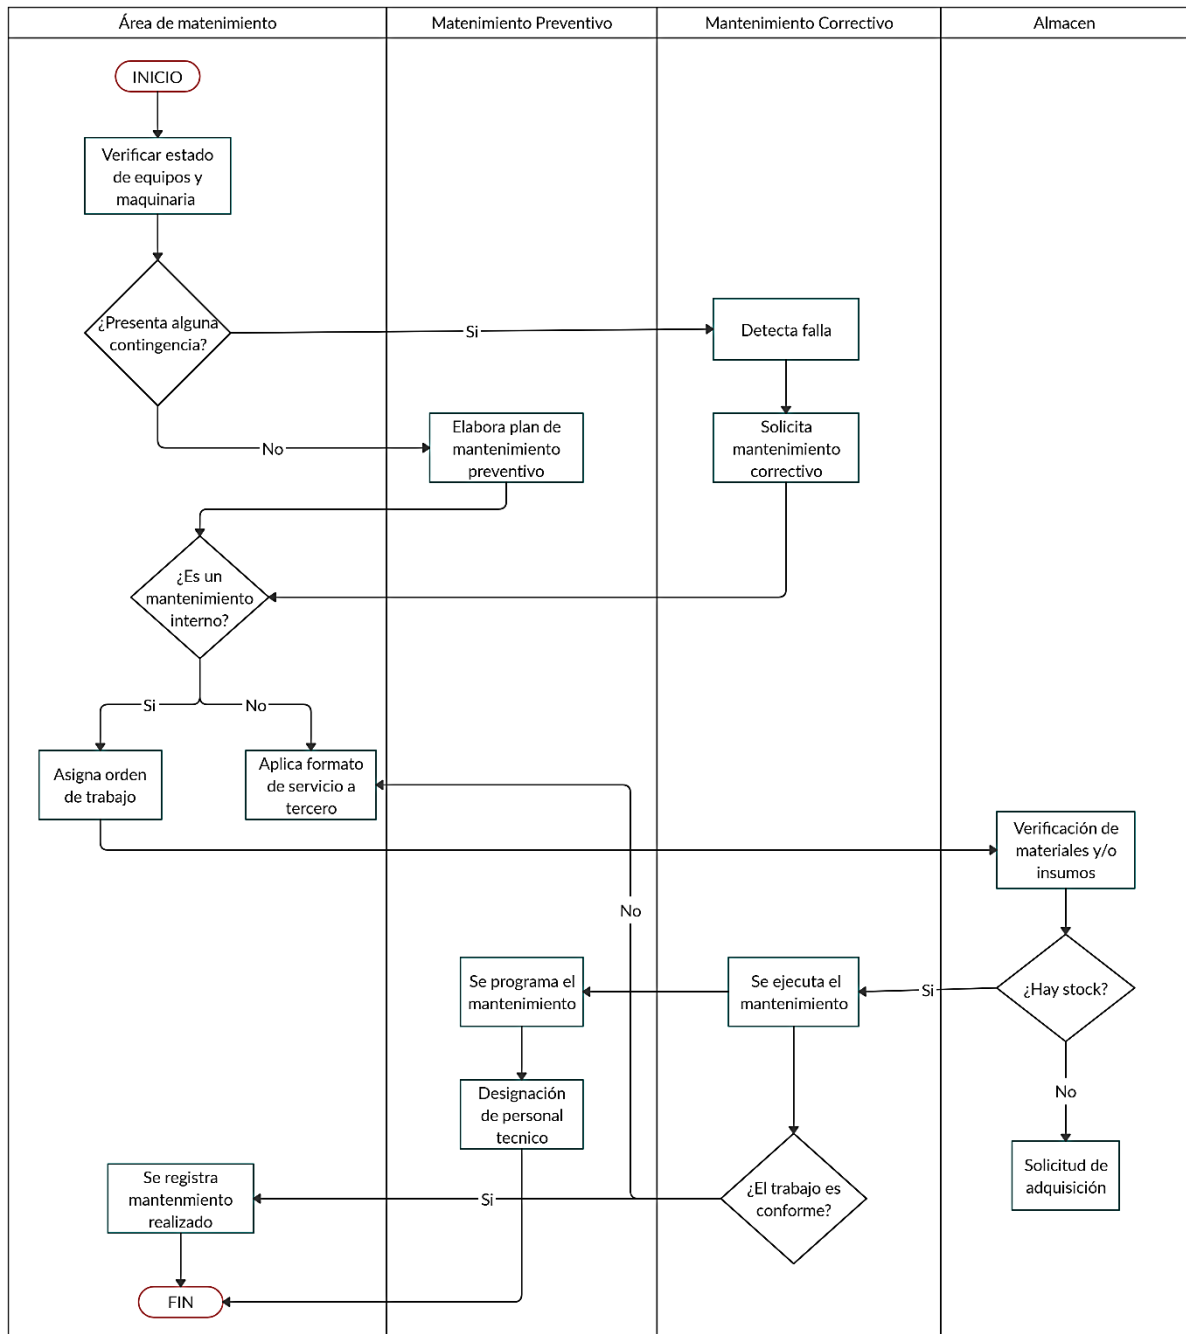 Área de matenimiento
Matenimiento Preventivo
Mantenimiento Correctivo
Almacen
INICIO
Verificar estado
de equipos y
maquinaria
¿Presenta alguna
contingencia?
Si
Detecta falla
No
Elabora plan de
mantenimiento
preventivo
Solicita
mantenimiento
correctivo
¿Es un
mantenimiento
interno?
Si
No
Asigna orden
de trabajo
Aplica formato
de servicio a
tercero
Verificación de
materiales y/o
insumos
No
Se programa el
mantenimiento
Se ejecuta el
mantenimiento
Si
¿Hay stock?
No
Designación
de personal
tecnico
Se registra
mantenmiento
realizado
Si
¿El trabajo es
conforme?
Solicitud de
adquisición
FIN